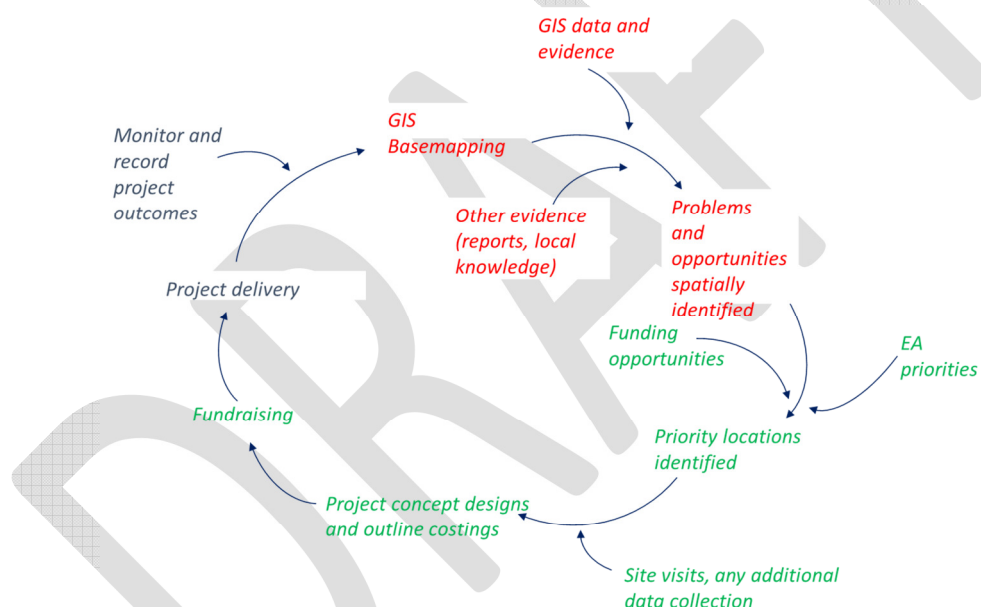 GIS data and
evidence
GIS
Basemapping
Monitor and
record
project
outcomes
Other evidence
(reports, local
knowledge)
Problems
and
opportunities
spatially
identified
Project delivery
Funding
opportunities
EA
priorities
Fundraising
Priority locations
identified
Project concept designs
and outline costings
Site visits, any additional
data collection
DRAFT